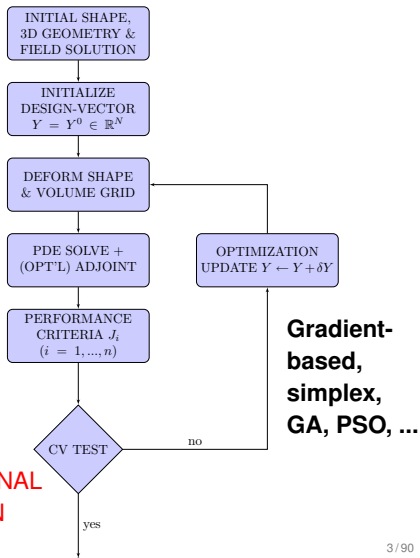 INITIAL SHAPE,
3D GEOMETRY &
FIELD SOLUTION
INITIALIZE
DESIGN-VECTOR
Y = Y⁰ ∈ ℝᴺ
DEFORM SHAPE
& VOLUME GRID
PDE SOLVE +
(OPT'L) ADJOINT
OPTIMIZATION
UPDATE Y ← Y + δY
PERFORMANCE
CRITERIA Jᵢ
(i = 1, ..., n)
Gradient-
based,
simplex,
GA, PSO, ...
CV TEST
no
yes
3 / 90